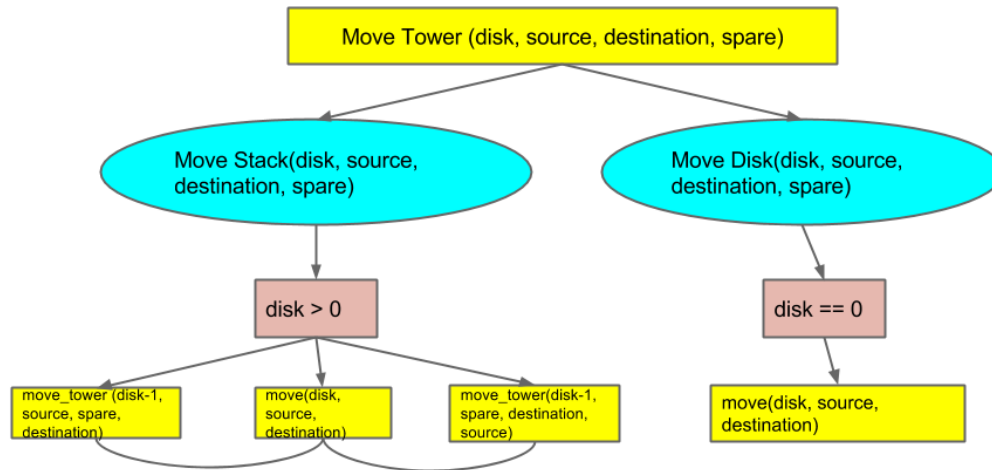 Move Tower (disk, source, destination, spare)
Move Stack(disk, source,
destination, spare)
Move Disk(disk, source,
destination, spare)
disk > 0
disk == 0
move_tower (disk-1,
source, spare,
destination)
move(disk,
source,
destination)
move_tower(disk-1,
spare, destination,
source)
move(disk, source,
destination)